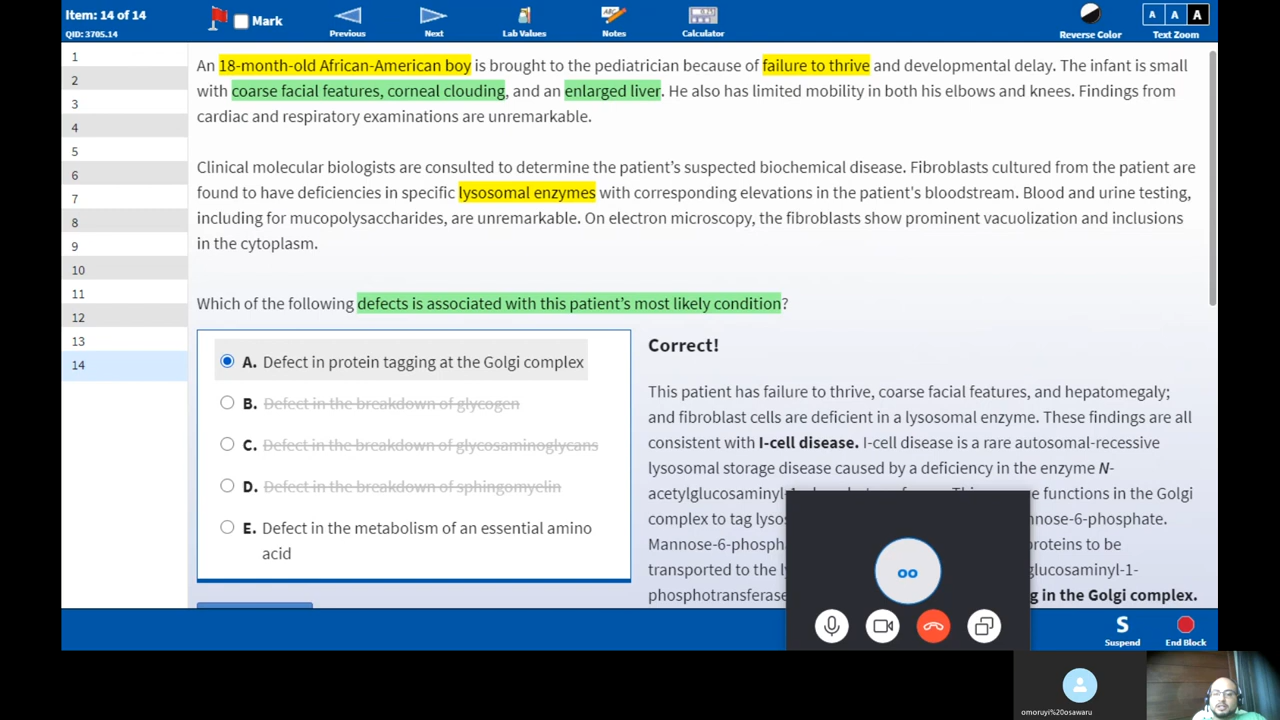 Item: 14 of 14
QID: 3705.14
Mark
Previous
Next
Lab Values
Notes
Calculator
Reverse Color
A A A
Text Zoom
1
2
3
4
5
6
7
8
9
10
11
12
13
14
An 18-month-old African-American boy is brought to the pediatrician because of failure to thrive and developmental delay. The infant is small
with coarse facial features, corneal clouding, and an enlarged liver. He also has limited mobility in both his elbows and knees. Findings from
cardiac and respiratory examinations are unremarkable.
Clinical molecular biologists are consulted to determine the patient's suspected biochemical disease. Fibroblasts cultured from the patient are
found to have deficiencies in specific lysosomal enzymes with corresponding elevations in the patient's bloodstream. Blood and urine testing,
including for mucopolysaccharides, are unremarkable. On electron microscopy, the fibroblasts show prominent vacuolization and inclusions
in the cytoplasm.
Which of the following defects is associated with this patient's most likely condition?
A. Defect in protein tagging at the Golgi complex
B. Defect in the breakdown of glycogen
C. Defect in the breakdown of glycosaminoglycans
D. Defect in the breakdown of sphingomyelin
E. Defect in the metabolism of an essential amino
acid
Correct!
This patient has failure to thrive, coarse facial features, and hepatomegaly;
and fibroblast cells are deficient in a lysosomal enzyme. These findings are all
consistent with I-cell disease. I-cell disease is a rare autosomal-recessive
lysosomal storage disease caused by a deficiency in the enzyme N-
functions in the Golgi
complex to tag
Mannose-6- proteins to be
transported to the
in the Golgi complex.
oo
S
Suspend
End Block
omoruyi%20osawaru